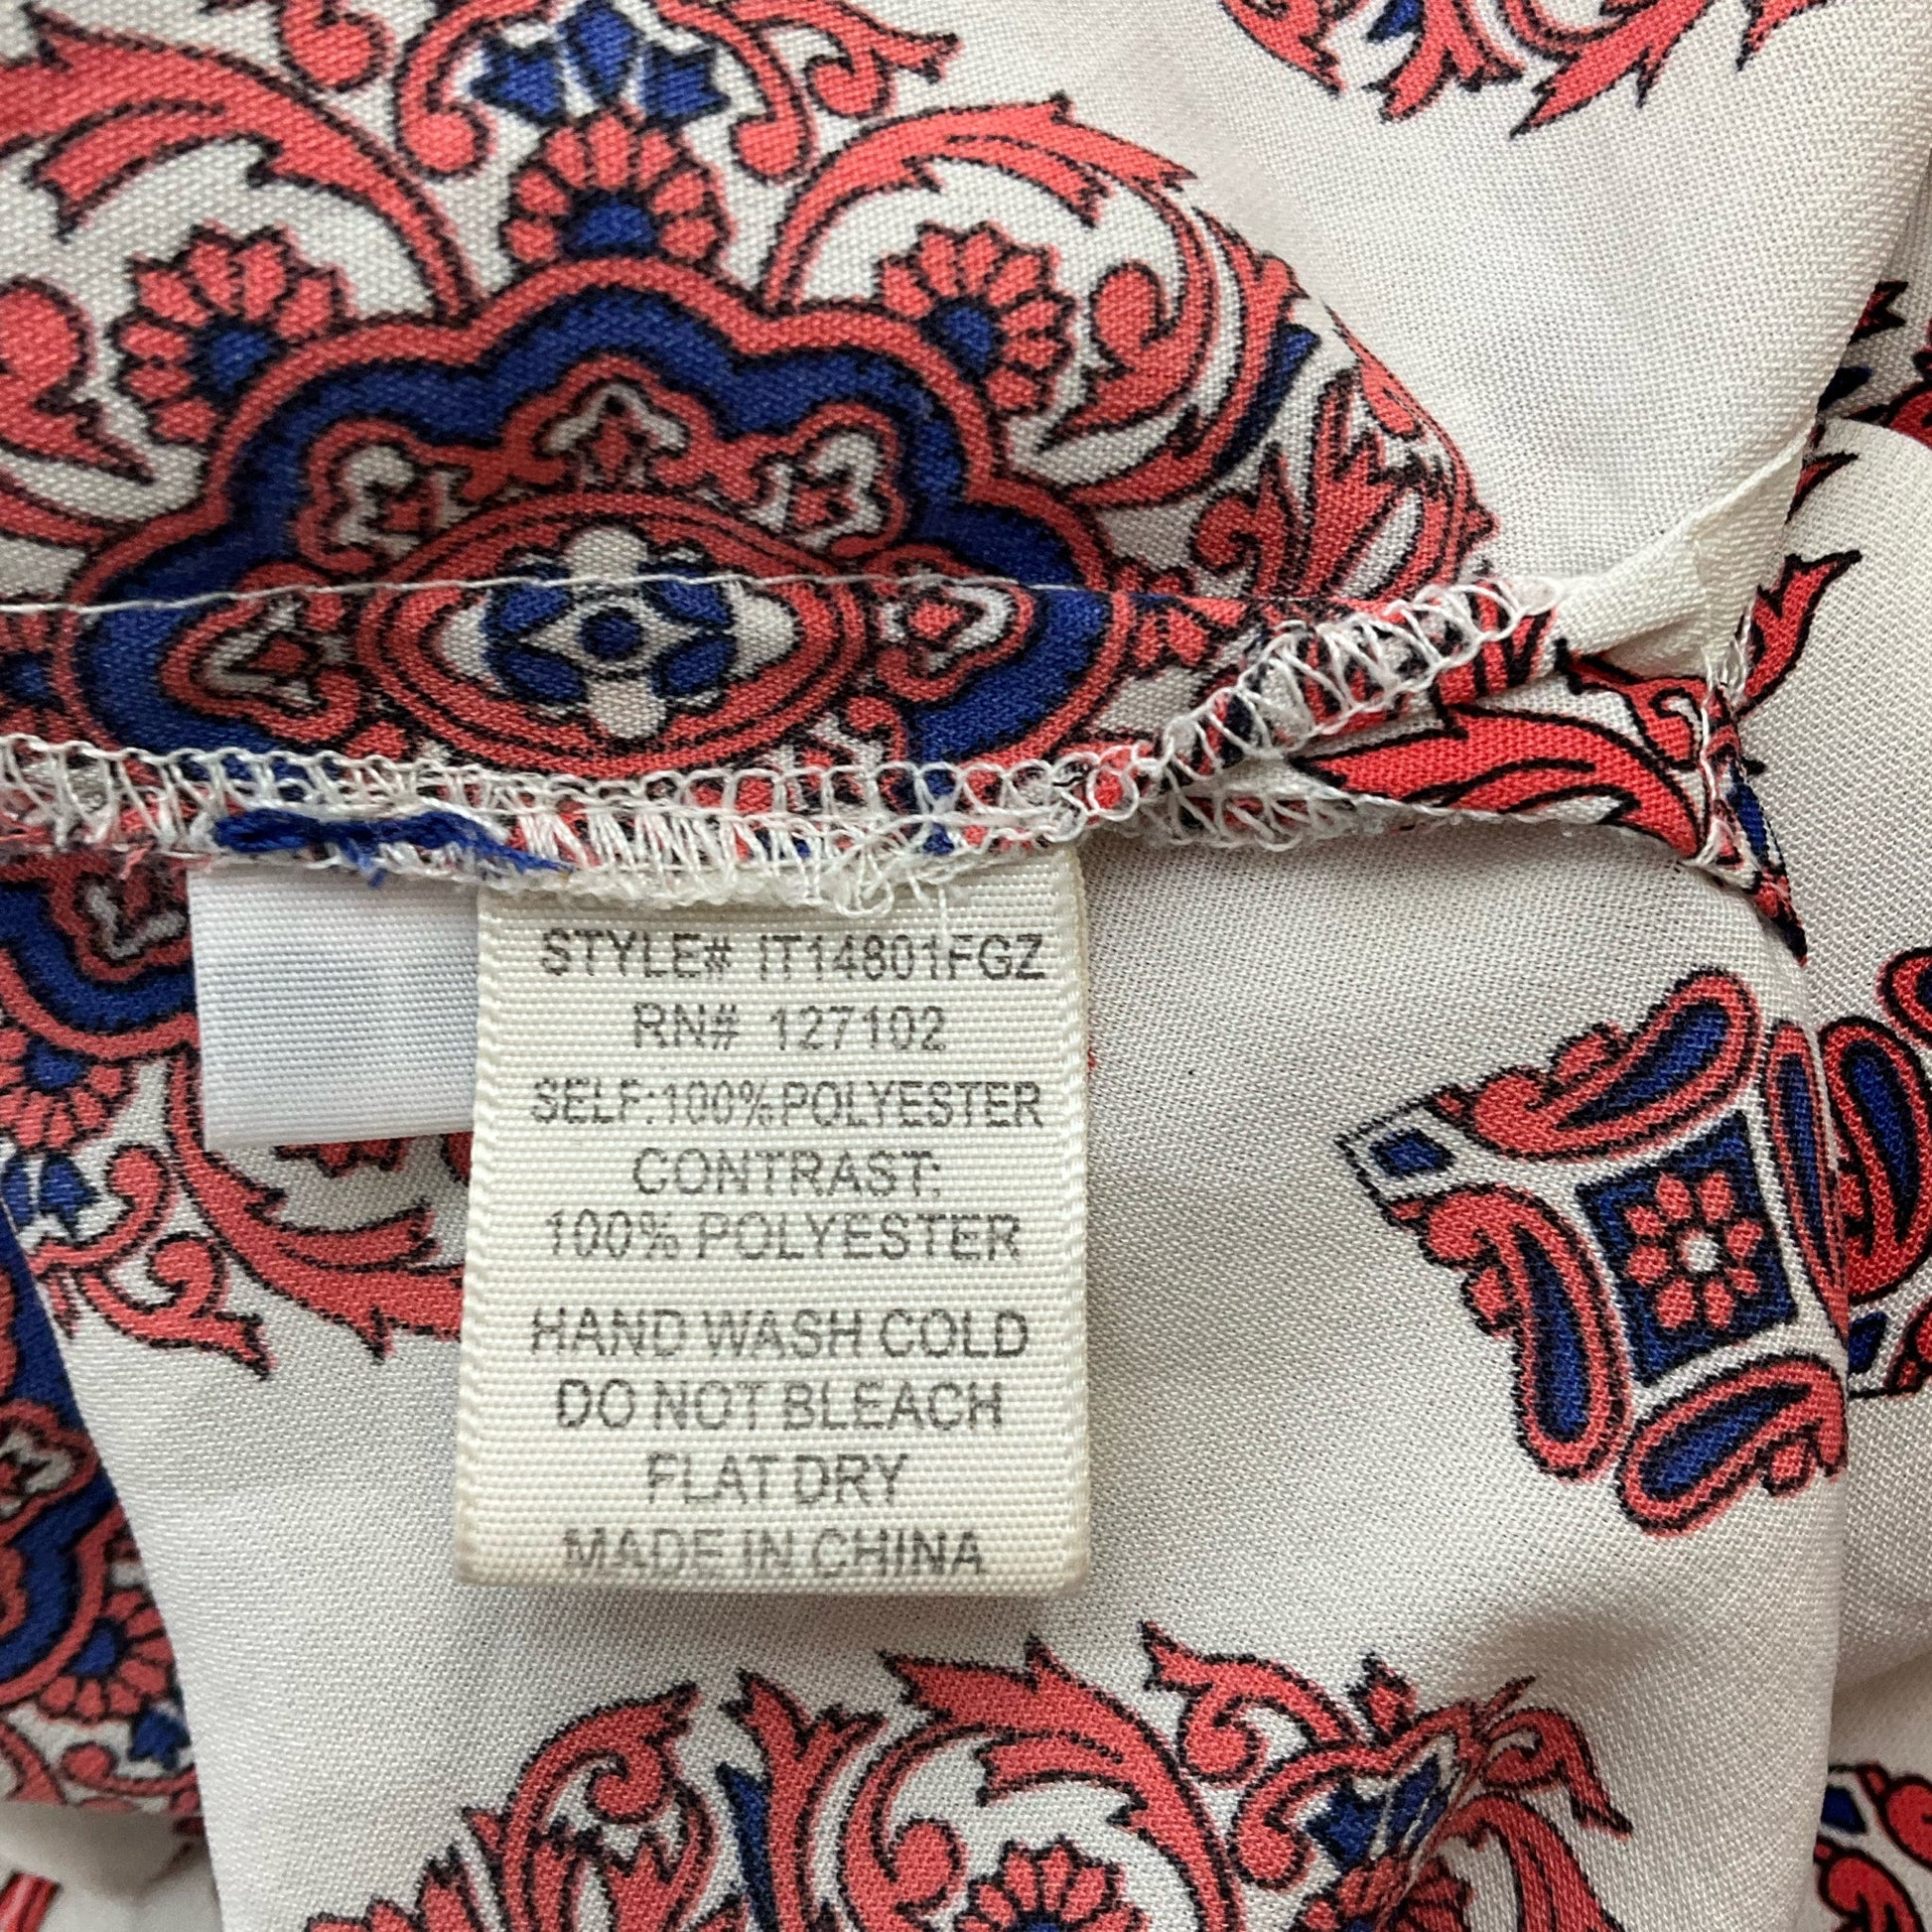 STYLE# IT14801FGZ
RN# 127102
SELF:100%POLYESTER
CONTRAST:
100% POLYESTER
HAND WASH COLD
DO NOT BLEACH
FLAT DRY
MADE IN CHINA